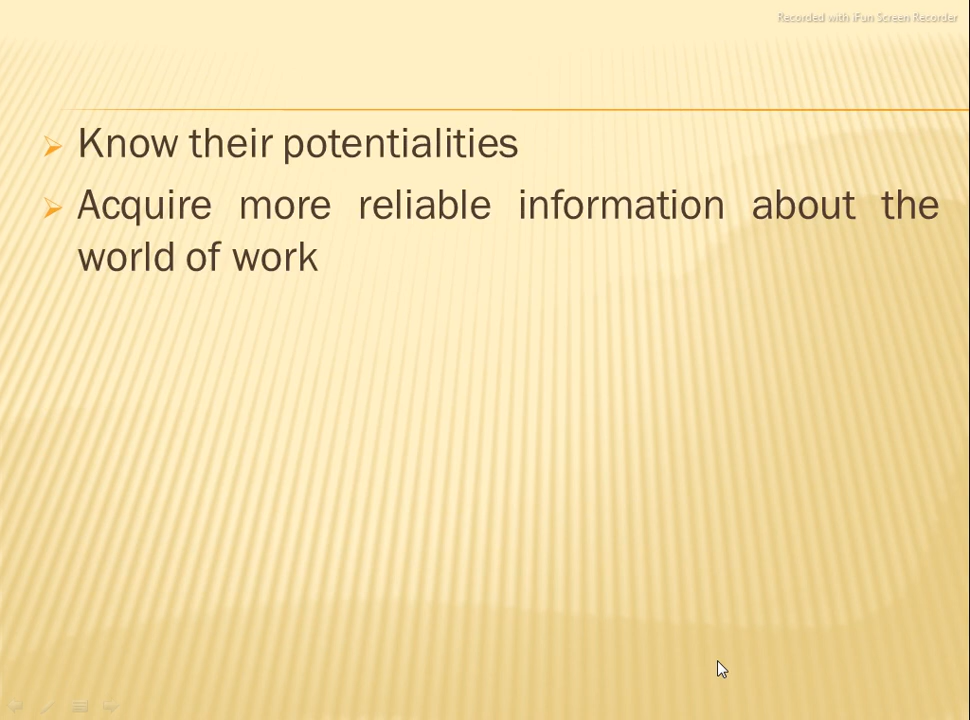 Recorded with iFun Screen Recorder
Know their potentialities
Acquire more reliable information about the
world of work